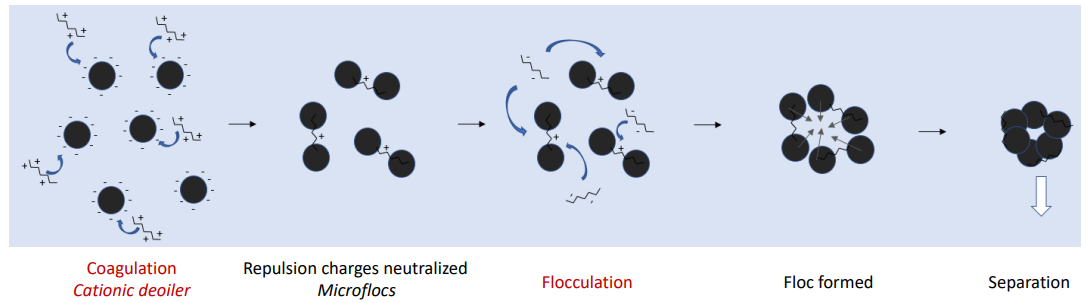 Coagulation
Cationic deoiler
Repulsion charges neutralized
Microflocs
Flocculation
Floc formed
Separation